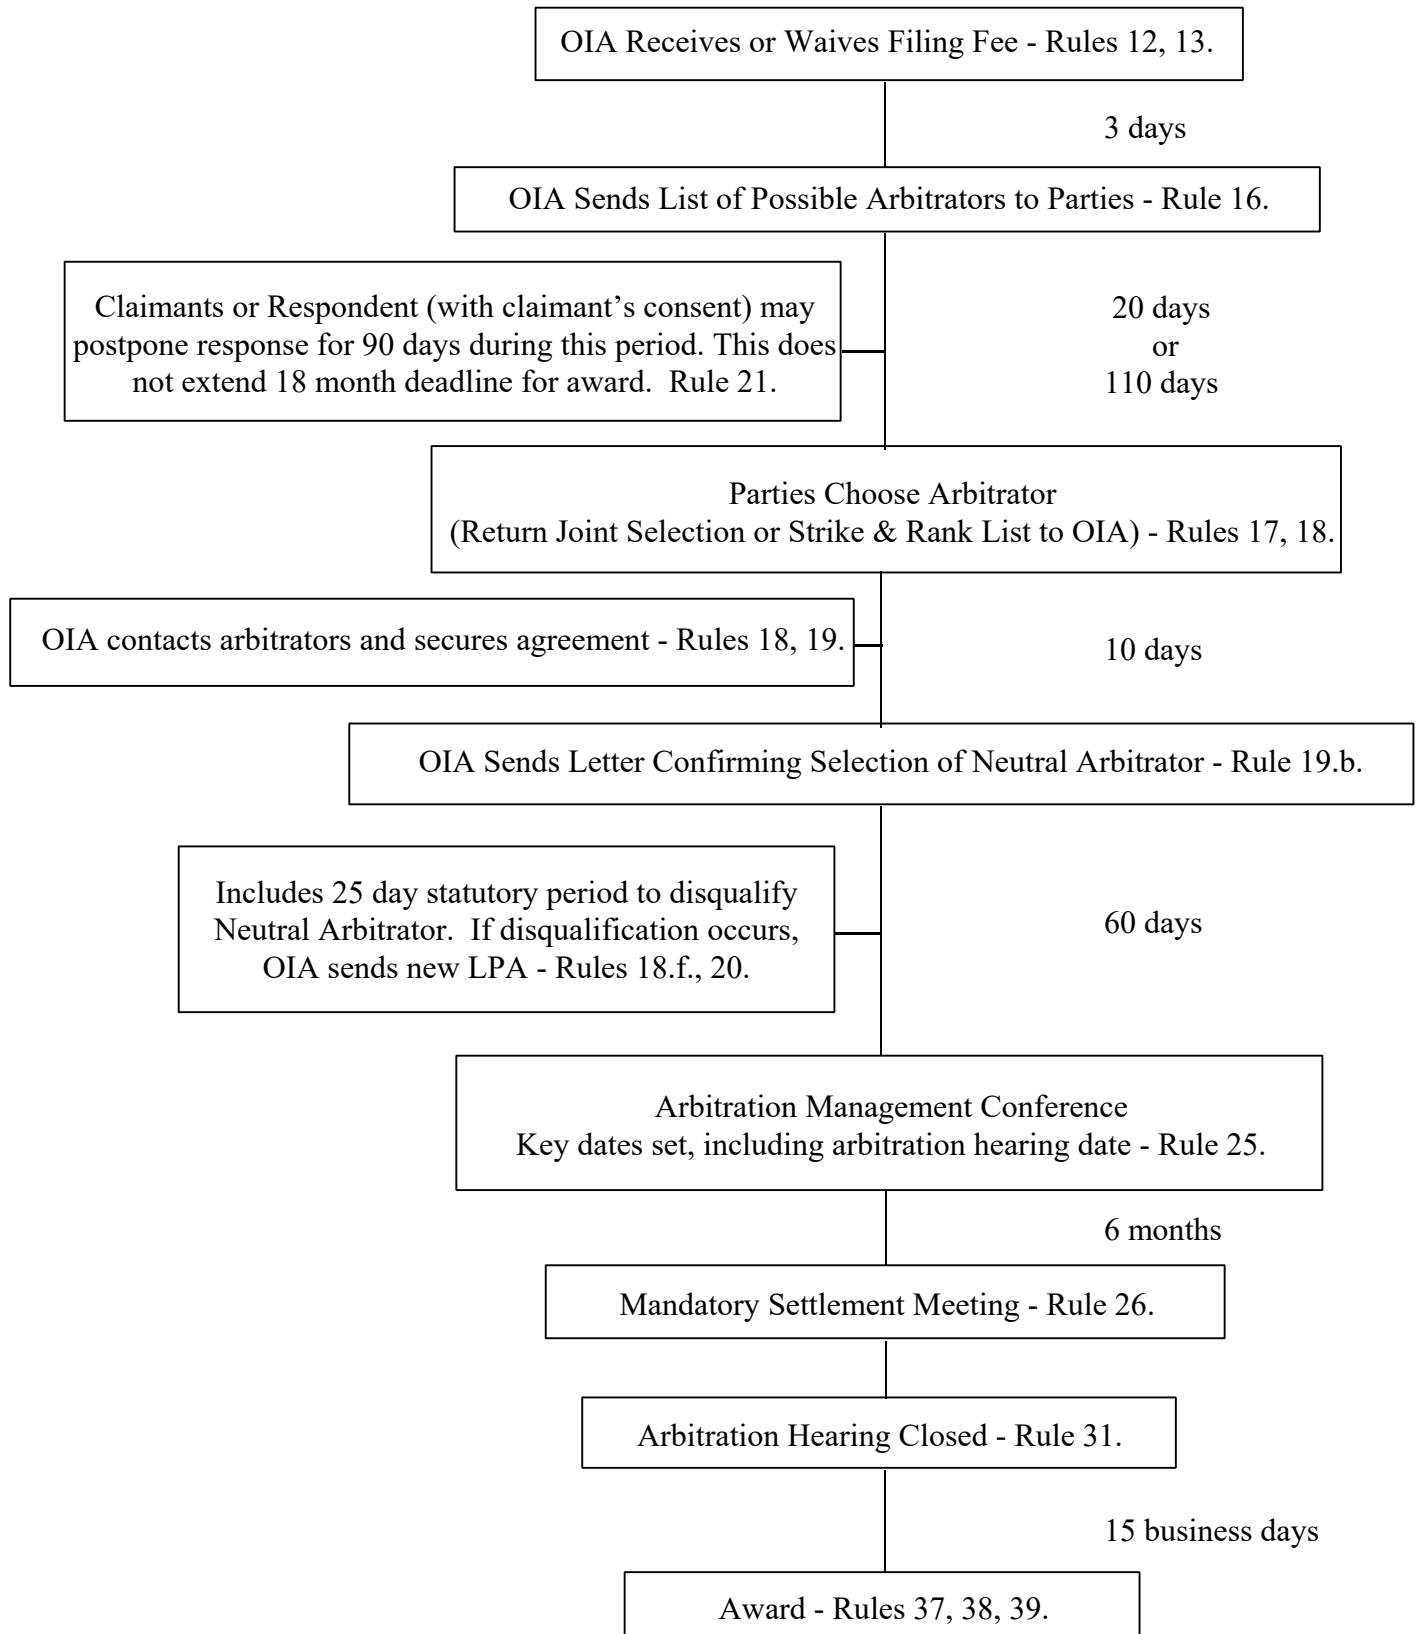 OIA Receives or Waives Filing Fee - Rules 12, 13.
3 days
OIA Sends List of Possible Arbitrators to Parties - Rule 16.
Claimants or Respondent (with claimant’s consent) may
postpone response for 90 days during this period. This does
not extend 18 month deadline for award.  Rule 21.
20 days
or
110 days
Parties Choose Arbitrator
(Return Joint Selection or Strike & Rank List to OIA) - Rules 17, 18.
OIA contacts arbitrators and secures agreement - Rules 18, 19.
10 days
OIA Sends Letter Confirming Selection of Neutral Arbitrator - Rule 19.b.
Includes 25 day statutory period to disqualify
Neutral Arbitrator.  If disqualification occurs,
OIA sends new LPA - Rules 18.f., 20.
60 days
Arbitration Management Conference
Key dates set, including arbitration hearing date - Rule 25.
6 months
Mandatory Settlement Meeting - Rule 26.
Arbitration Hearing Closed - Rule 31.
15 business days
Award - Rules 37, 38, 39.